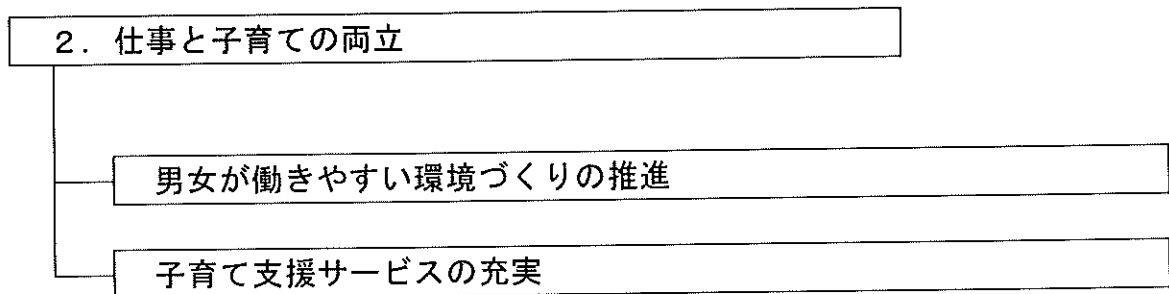 2．仕事と子育ての両立
男女が働きやすい環境づくりの推進
子育て支援サービスの充実